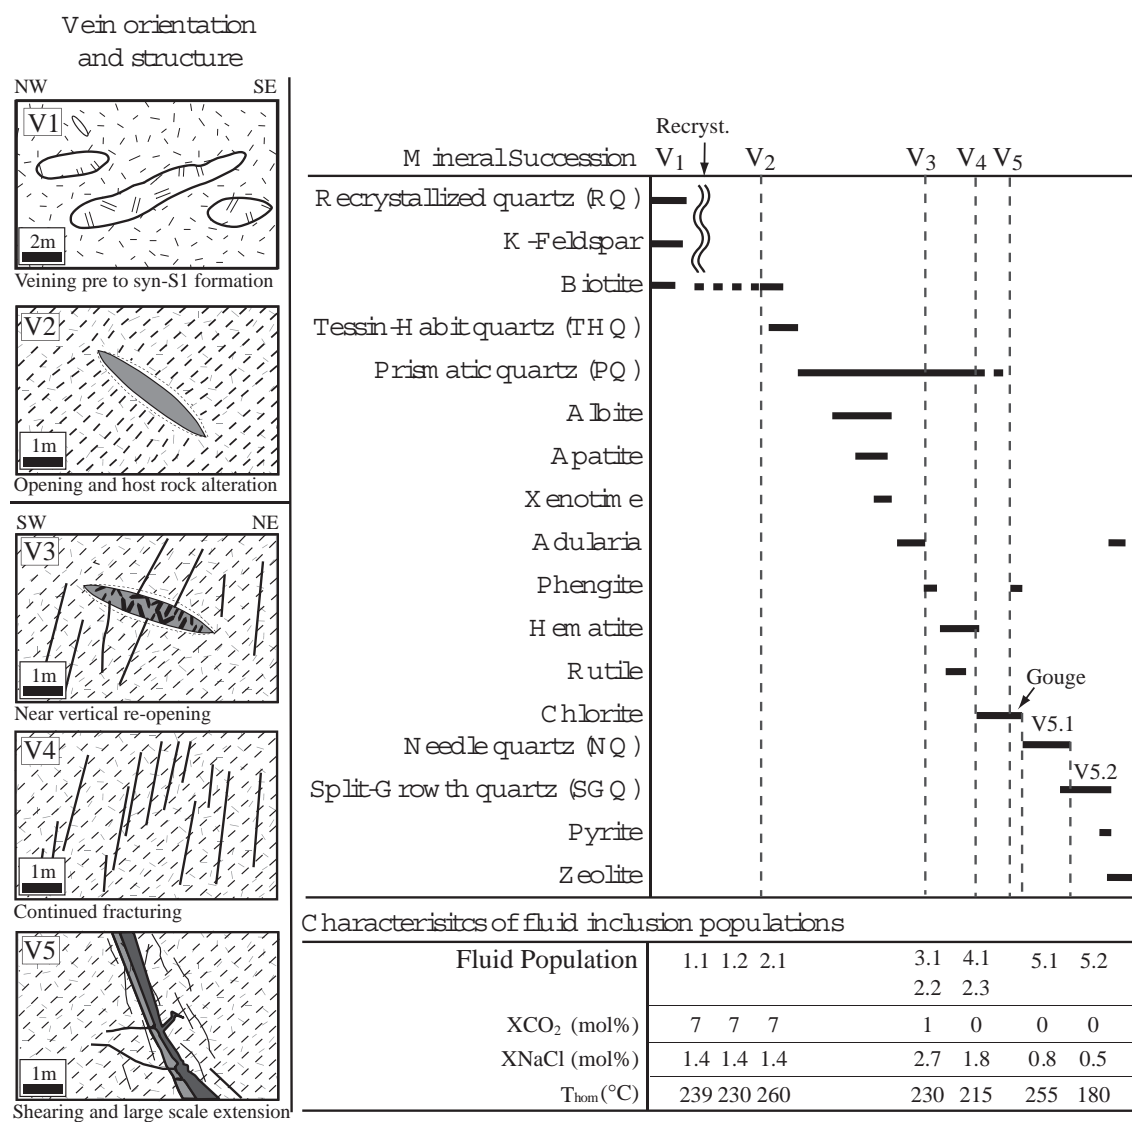 Vein orientation
and structure
NW SE
V1
2m
Veining pre to syn-S1 formation
V2
1m
Opening and host rock alteration
SW NE
V3
1m
Near vertical re-opening
V4
1m
Continued fracturing
V5
1m
Shearing and large scale extension
Recryst.
Mineral Succession V1 V2 V3 V4 V5
Recrystallized quartz (RQ)
K-Feldspar
Biotite
Tessin-Habit quartz (THQ)
Prismatic quartz (PQ)
Albite
Apatite
Xenotime
Adularia
Phengite
Hematite
Rutile
Gouge
Chlorite
V5.1
Needle quartz (NQ)
V5.2
Split-Growth quartz (SGQ)
Pyrite
Zeolite
Characterisitcs of fluid inclusion populations
Fluid Population 1.1 1.2 2.1 3.1 4.1 5.1 5.2
2.2 2.3
XCO2 (mol%) 7 7 7 1 0 0 0
XNaCl (mol%) 1.4 1.4 1.4 2.7 1.8 0.8 0.5
Thom (°C) 239 230 260 230 215 255 180